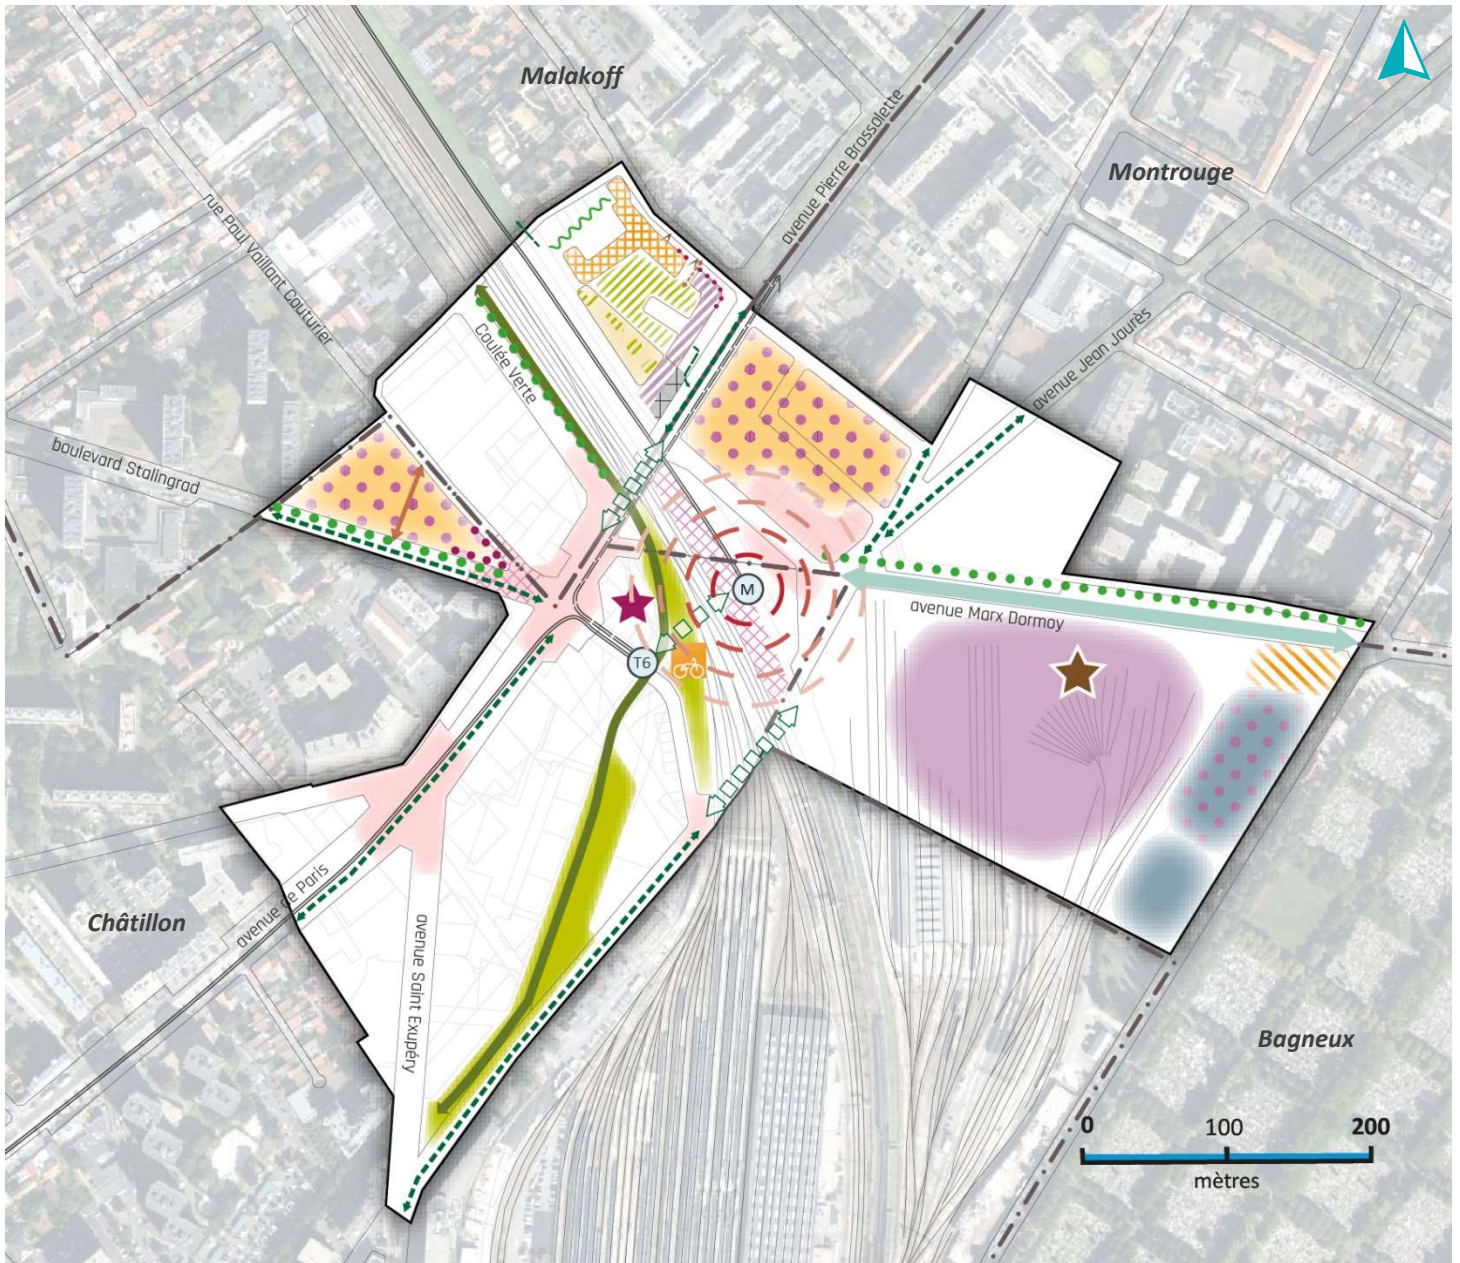 Malakoff
Montrouge
avenue Pierre Brossolette
rue Paul Vaillant Couturier
avenue Jean Jaurès
Coulée Verte
boulevard Stalingrad
M
avenue Marx Dormoy
T6
Châtillon
avenue de Paris
avenue Saint Exupéry
Bagneux
0 100 200
mètres